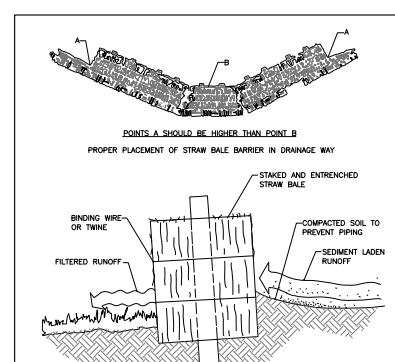 A
B
A
POINTS A SHOULD BE HIGHER THAN POINT B
PROPER PLACEMENT OF STRAW BALE BARRIER IN DRAINAGE WAY
STAKED AND ENTRENCHED
STRAW BALE
BINDING WIRE
OR TWINE
COMPACTED SOIL TO
PREVENT PIPING
FILTERED RUNOFF
SEDIMENT LADEN
RUNOFF